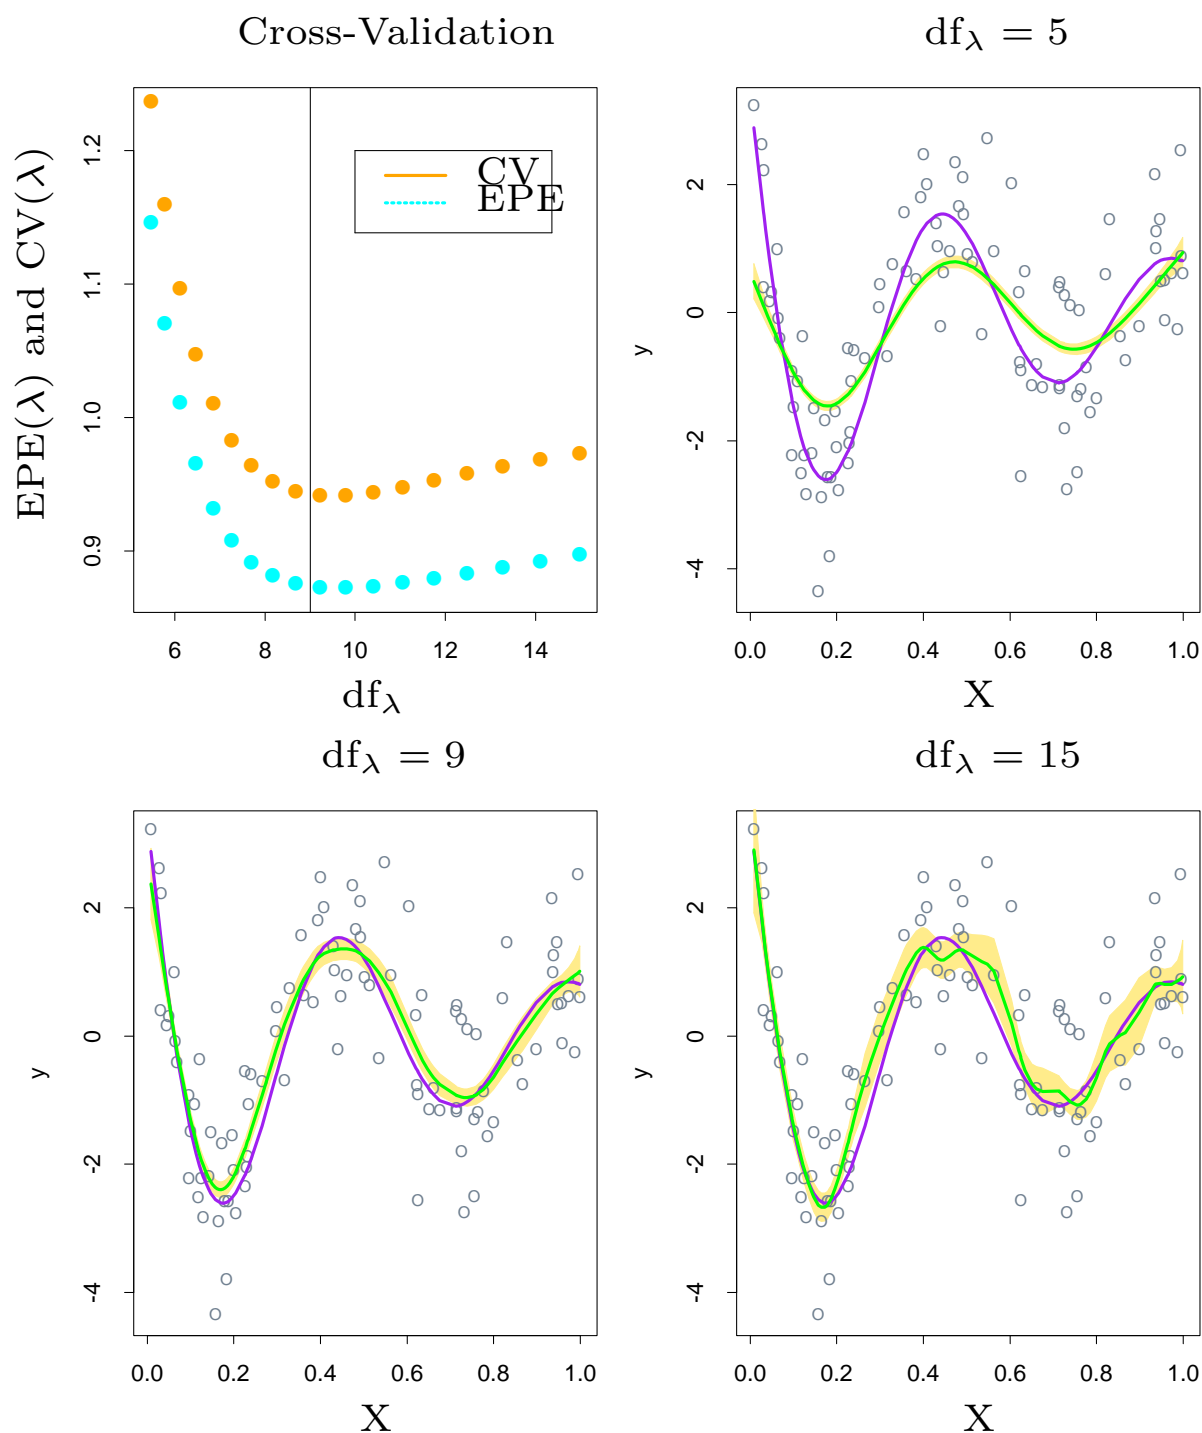 Cross-Validation
EPE(λ) and CV(λ)
1.2
1.1
1.0
0.9
CV
EPE
6 8 10 12 14
dfλ
dfλ = 5
y
2
0
-2
-4
0.0 0.2 0.4 0.6 0.8 1.0
X
dfλ = 9
y
2
0
-2
-4
0.0 0.2 0.4 0.6 0.8 1.0
X
dfλ = 15
y
2
0
-2
-4
0.0 0.2 0.4 0.6 0.8 1.0
X